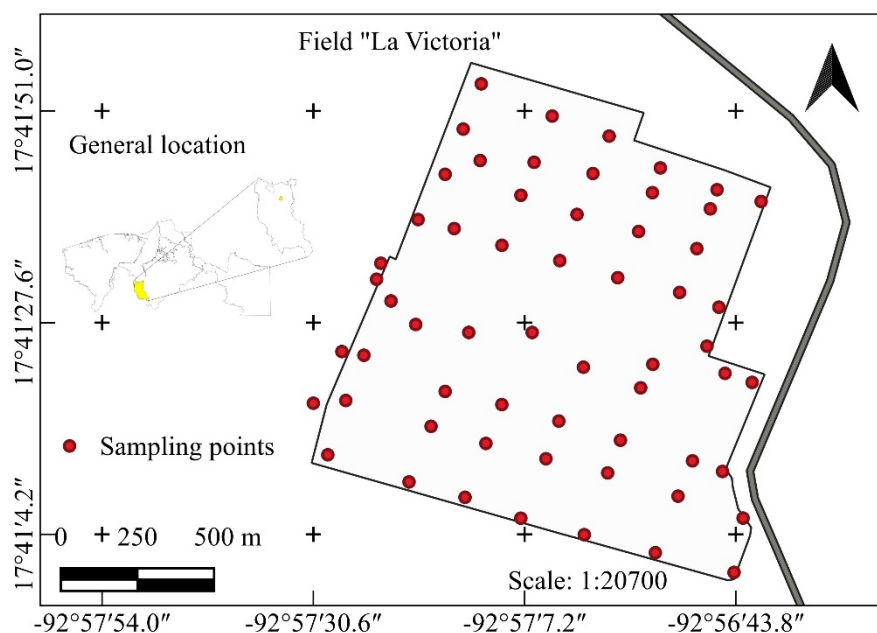 Field "La Victoria"
General location
17°41'51.0"
17°41'27.6"
17°41'4.2"
Sampling points
0 250 500 m
Scale: 1:20700
-92°57'54.0" -92°57'30.6" -92°57'7.2" -92°56'43.8"